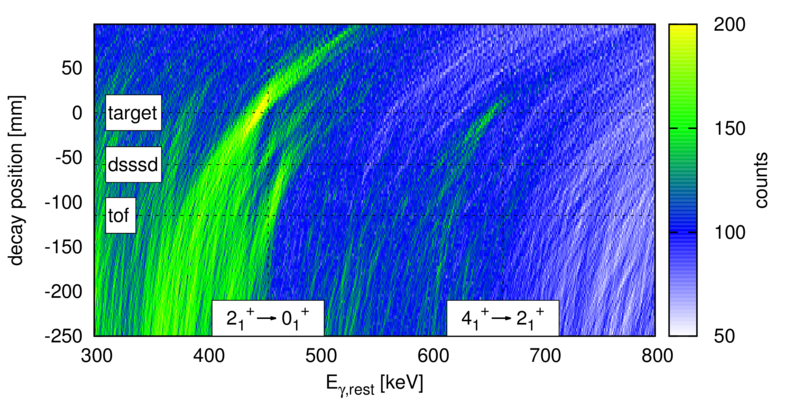 decay position [mm]
50
0
-50
-100
-150
-200
-250
target
dsssd
tof
2₁⁺→0₁⁺
4₁⁺→2₁⁺
300 400 500 600 700 800
Eγ,rest [keV]
200
150
100
50
counts